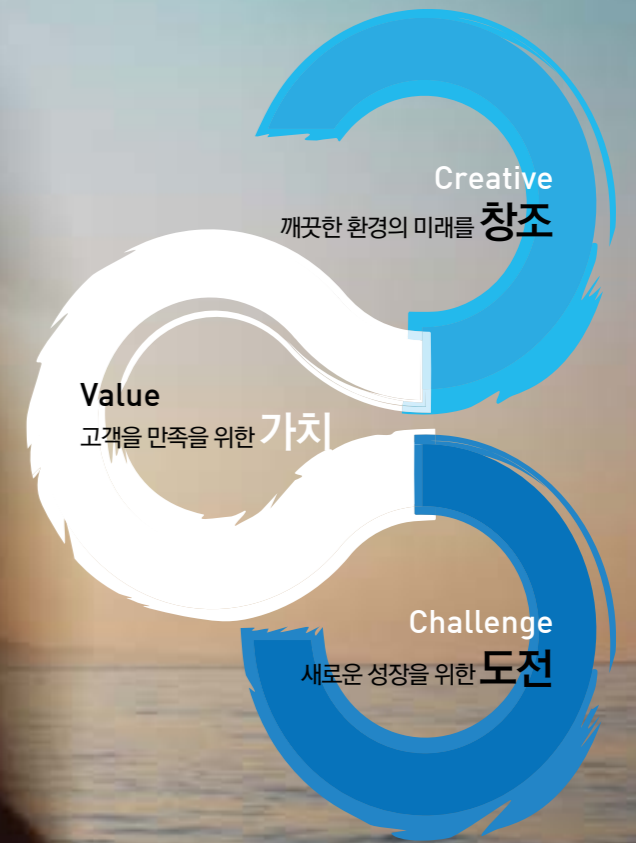 Creative
깨끗한 환경의 미래를 창조
Value
고객을 만족을 위한 가치
Challenge
새로운 성장을 위한 도전